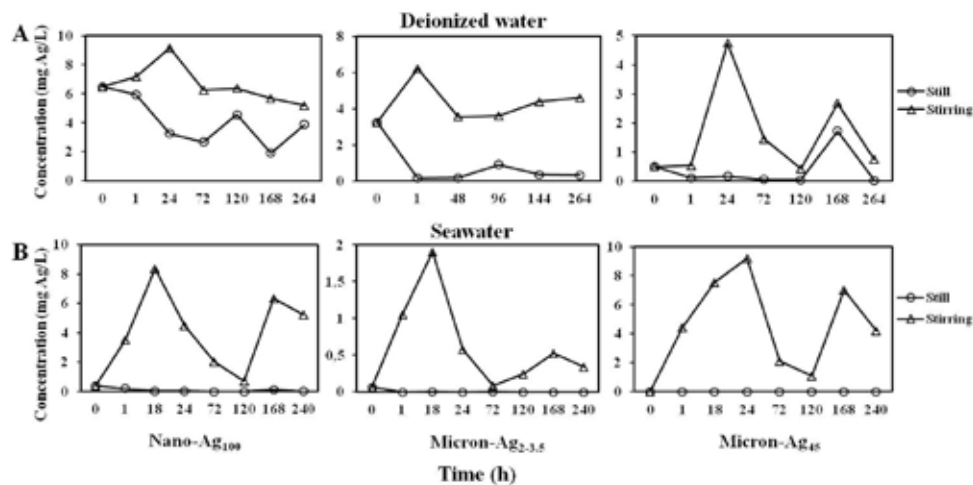 Deionized water
A
Concentration (mg Ag/L)
10
8
6
4
2
0
0 1 24 72 120 168 264
8
6
4
2
0
0 1 48 96 144 264
5
4
3
2
1
0
0 1 24 72 120 168 264
Still
Stirring
Seawater
B
Concentration (mg Ag/L)
10
8
6
4
2
0
0 1 18 24 72 120 168 240
2
1.5
1
0.5
0
0 1 18 24 72 120 168 240
10
8
6
4
2
0
0 1 18 24 72 120 168 240
Still
Stirring
Nano-Ag100 Micron-Ag2-3.5 Micron-Ag45
Time (h)